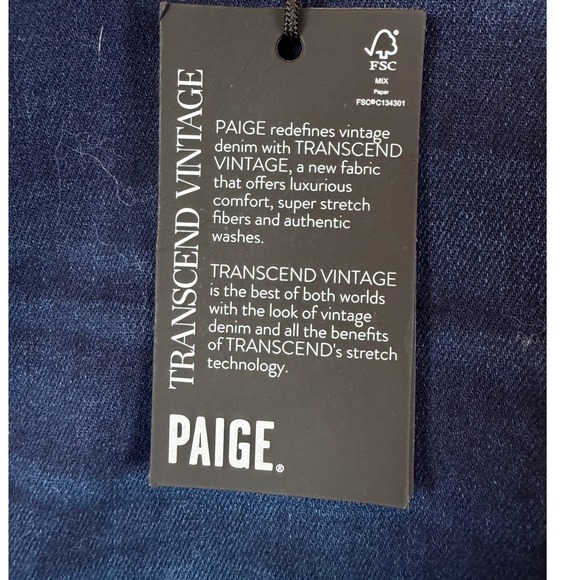 FSC
MIX
Paper
FSC® C134301
TRANSCEND VINTAGE
PAIGE redefines vintage
denim with TRANSCEND
VINTAGE, a new fabric
that offers luxurious
comfort, super stretch
fibers and authentic
washes.
TRANSCEND VINTAGE
is the best of both worlds
with the look of vintage
denim and all the benefits
of TRANSCEND's stretch
technology.
PAIGE®